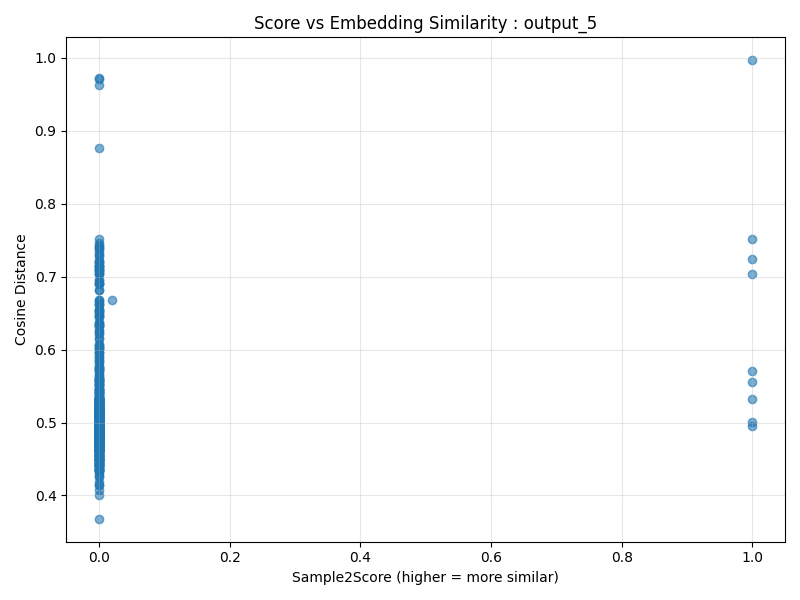 Score vs Embedding Similarity : output_5
Cosine Distance
1.0
0.9
0.8
0.7
0.6
0.5
0.4
0.0 0.2 0.4 0.6 0.8 1.0
Sample2Score (higher = more similar)